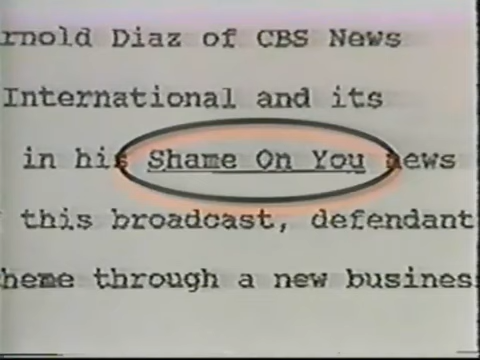 rnold Diaz of CBS News
International and its
in his Shame On You news
this broadcast, defendant
heme through a new busines